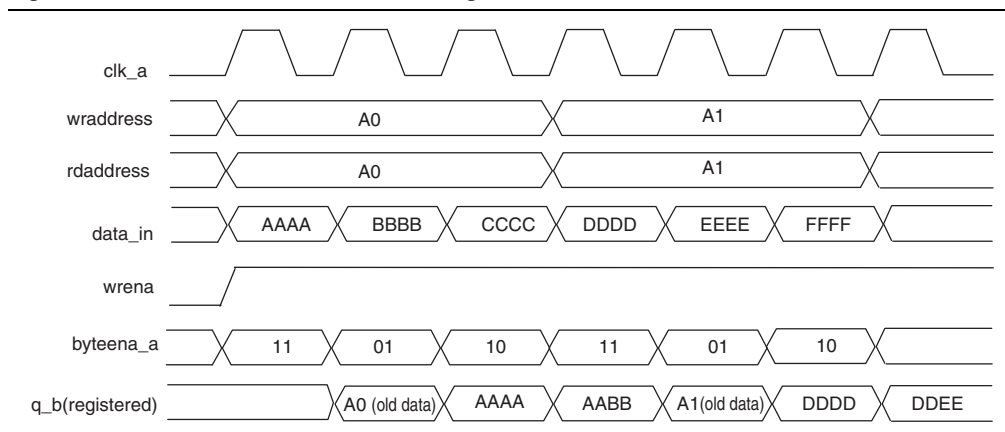 clk_a
wraddress A0 A1
rdaddress A0 A1
data_in AAAA BBBB CCCC DDDD EEEE FFFF
wrena
byteena_a 11 01 10 11 01 10
q_b(registered) A0 (old data) AAAA AABB A1(old data) DDDD DDEE